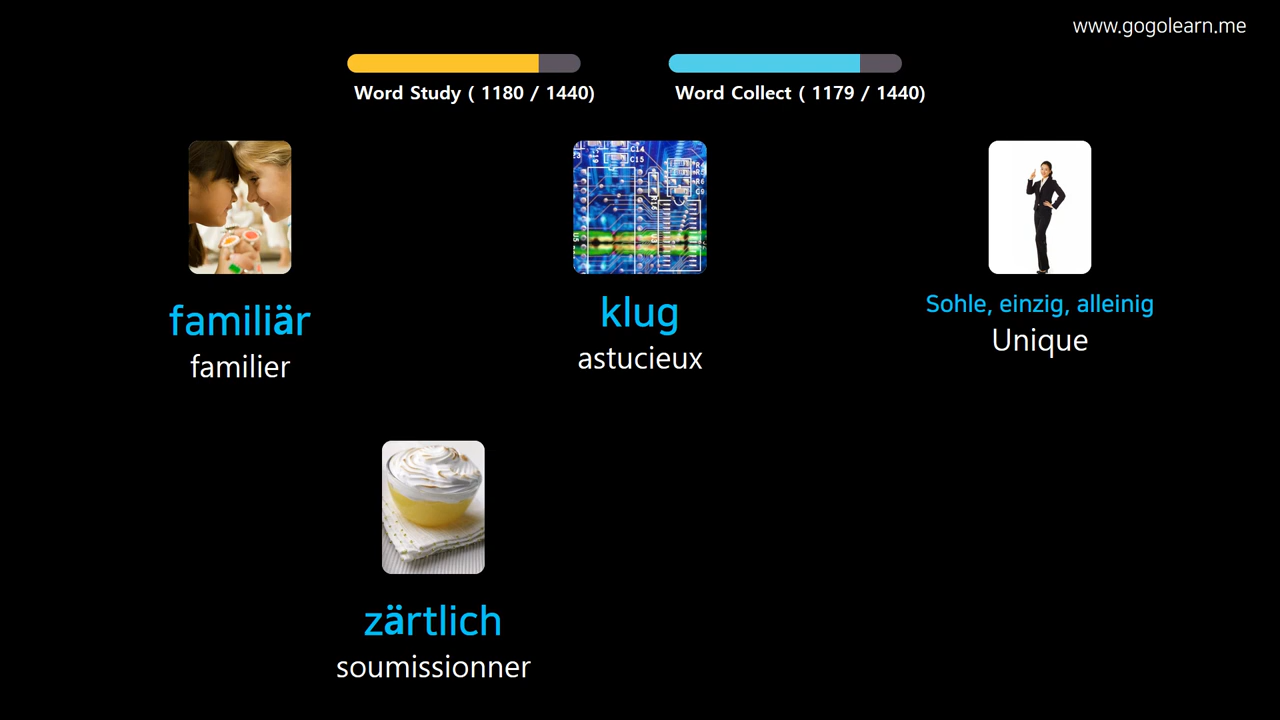 www.gogolearn.me
Word Study ( 1180 / 1440)
Word Collect ( 1179 / 1440)
familiär
familier
klug
astucieux
Sohle, einzig, alleinig
Unique
zärtlich
soumissionner